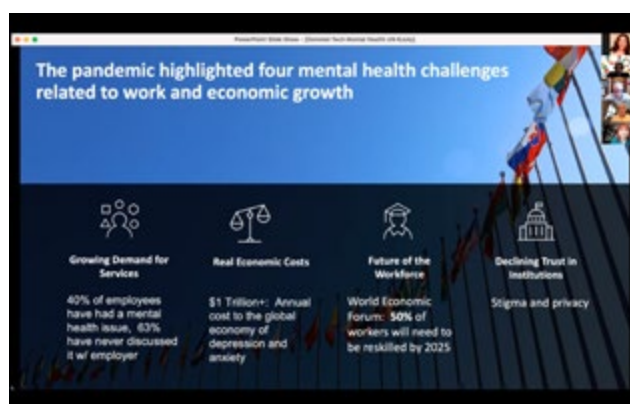 The pandemic highlighted four mental health challenges
related to work and economic growth
Growing Demand for
Services
40% of employees
have had a mental
health issue, 63%
have never discussed
it w/ employer
Real Economic Costs
$1 Trillion+: Annual
cost to the global
economy of
depression and
anxiety
Future of the
Workforce
World Economic
Forum: 50% of
workers will need to
be reskilled by 2025
Declining Trust in
Institutions
Stigma and privacy